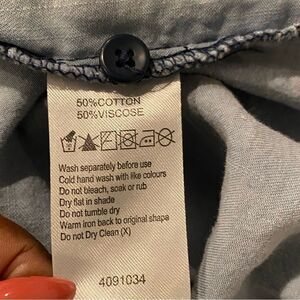 50%COTTON
50%VISCOSE
Wash separately before use
Cold hand wash with like colours
Do not bleach, soak or rub
Dry flat in shade
Do not tumble dry
Warm iron back to original shape
Do not Dry Clean (X)
4091034